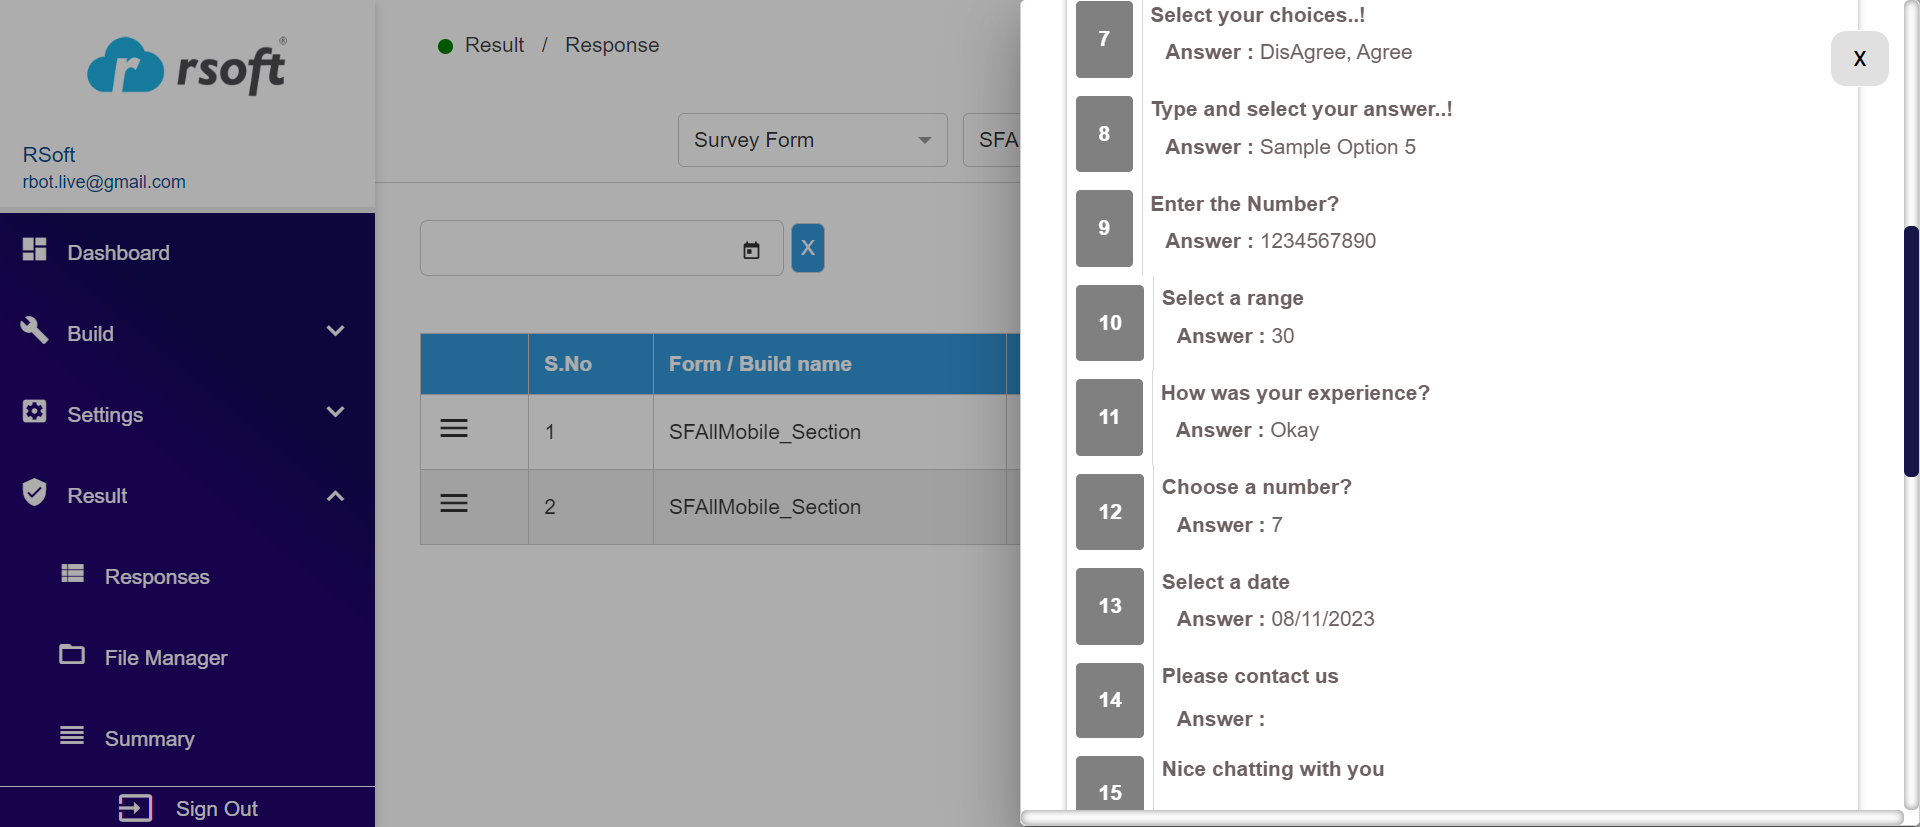 rsoft®
RSoft
rbot.live@gmail.com
Dashboard
Build
Settings
Result
Responses
File Manager
Summary
Sign Out
Result / Response
Survey Form
SFA
X
S.No Form / Build name
1 SFAllMobile_Section
2 SFAllMobile_Section
X
7 Select your choices..!
Answer : DisAgree, Agree
8 Type and select your answer..!
Answer : Sample Option 5
9 Enter the Number?
Answer : 1234567890
10 Select a range
Answer : 30
11 How was your experience?
Answer : Okay
12 Choose a number?
Answer : 7
13 Select a date
Answer : 08/11/2023
14 Please contact us
Answer :
15 Nice chatting with you